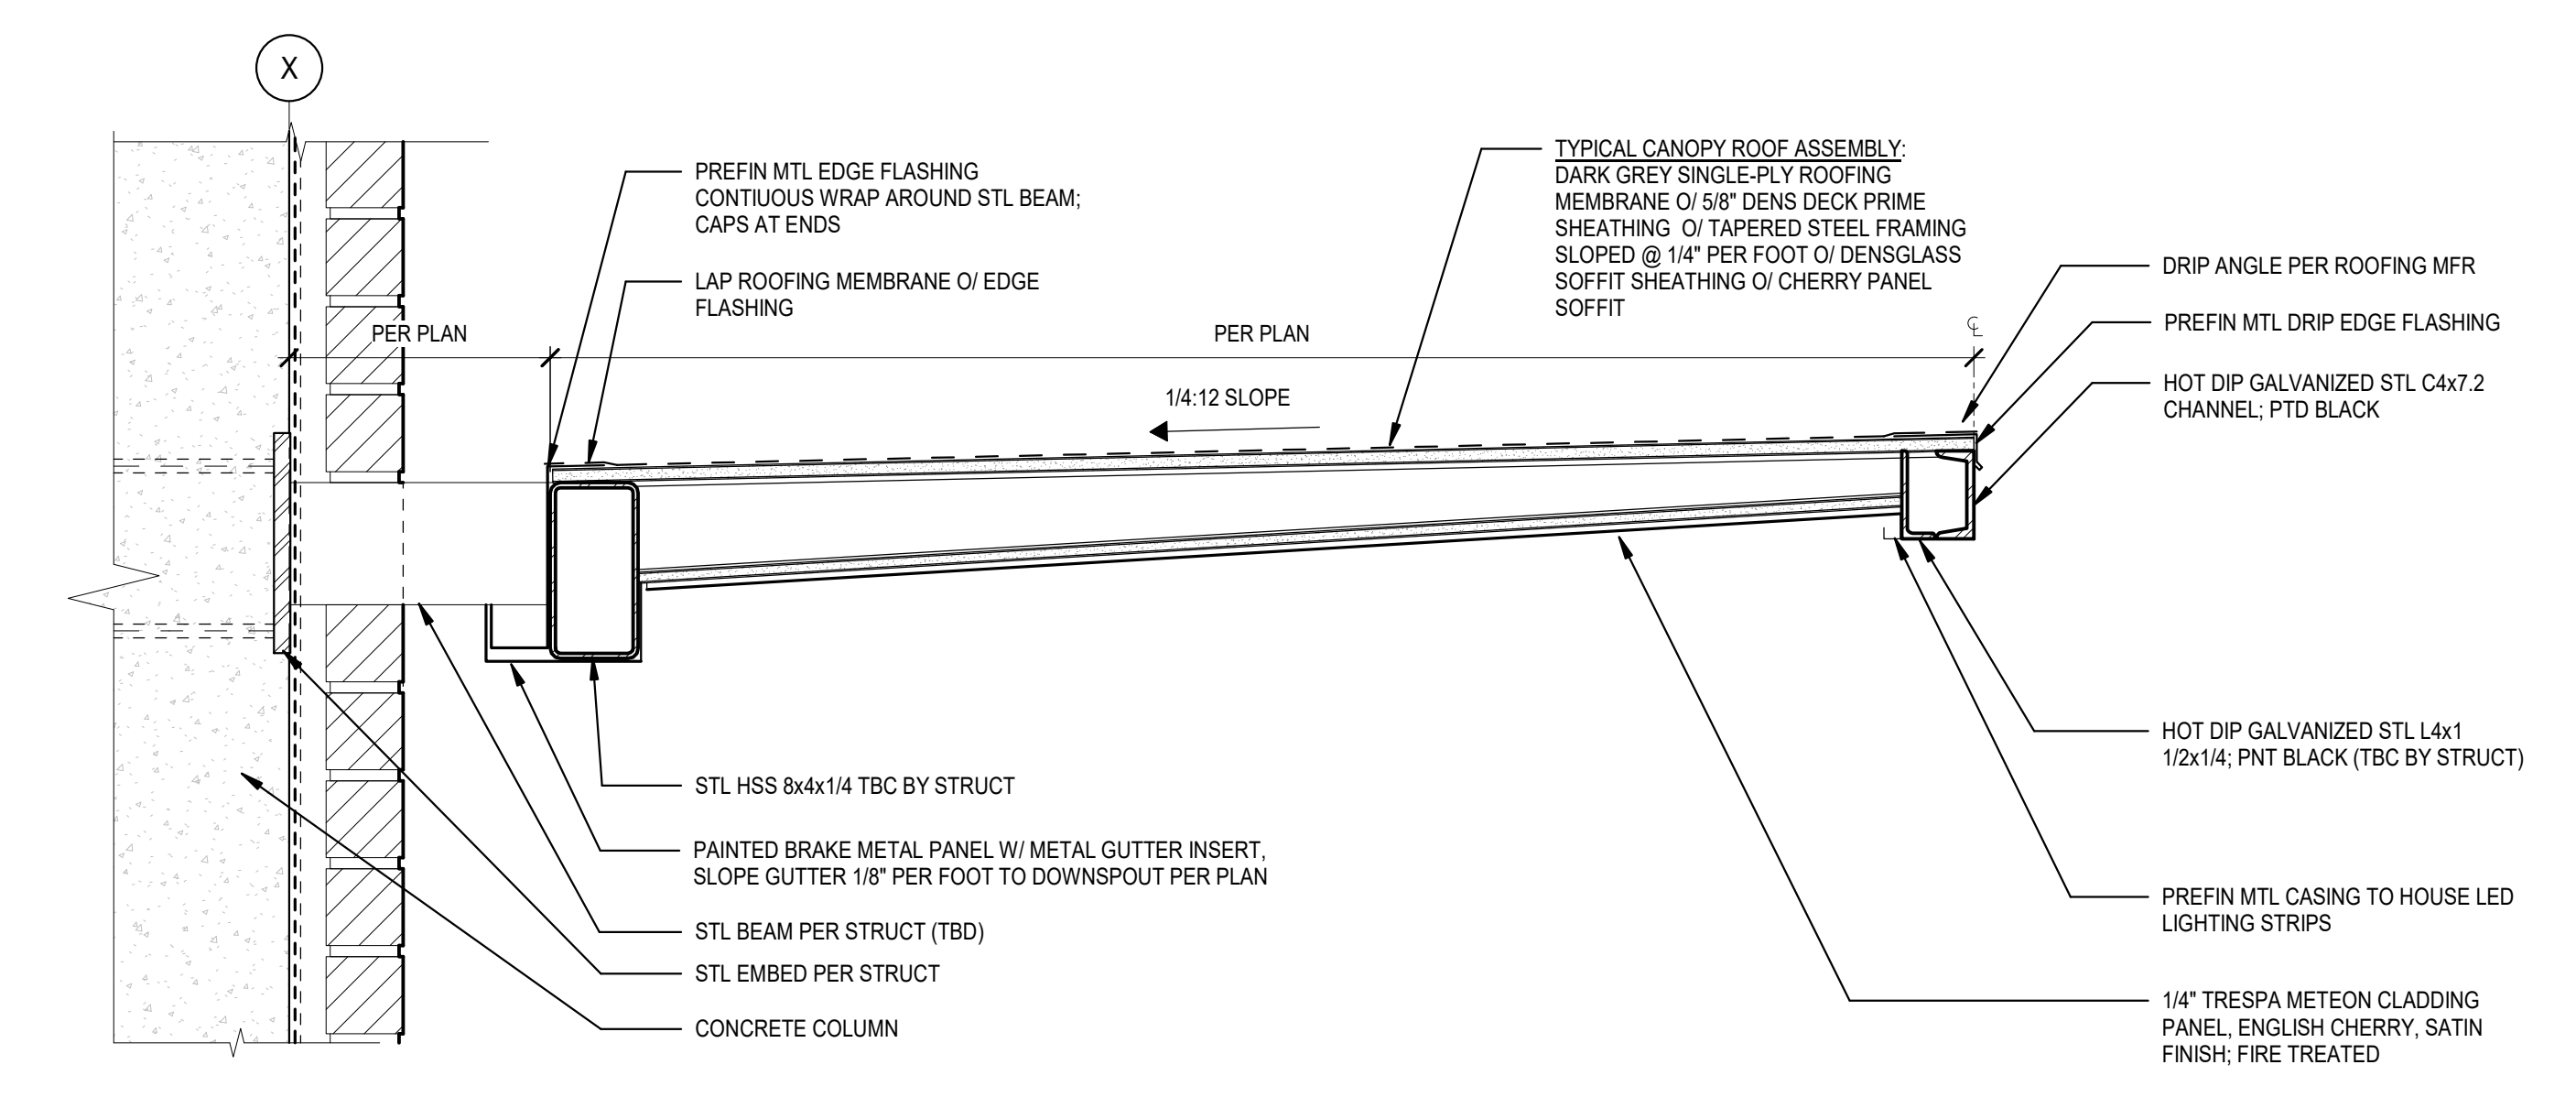 X
PREFIN MTL EDGE FLASHING
CONTIUOUS WRAP AROUND STL BEAM;
CAPS AT ENDS
LAP ROOFING MEMBRANE O/ EDGE
FLASHING
TYPICAL CANOPY ROOF ASSEMBLY:
DARK GREY SINGLE-PLY ROOFING
MEMBRANE O/ 5/8" DENS DECK PRIME
SHEATHING O/ TAPERED STEEL FRAMING
SLOPED @ 1/4" PER FOOT O/ DENSGLASS
SOFFIT SHEATHING O/ CHERRY PANEL
SOFFIT
PER PLAN
PER PLAN
℄
1/4:12 SLOPE
DRIP ANGLE PER ROOFING MFR
PREFIN MTL DRIP EDGE FLASHING
HOT DIP GALVANIZED STL C4x7.2
CHANNEL; PTD BLACK
HOT DIP GALVANIZED STL L4x1
1/2x1/4; PNT BLACK (TBC BY STRUCT)
PREFIN MTL CASING TO HOUSE LED
LIGHTING STRIPS
1/4" TRESPA METEON CLADDING
PANEL, ENGLISH CHERRY, SATIN
FINISH; FIRE TREATED
STL HSS 8x4x1/4 TBC BY STRUCT
PAINTED BRAKE METAL PANEL W/ METAL GUTTER INSERT,
SLOPE GUTTER 1/8" PER FOOT TO DOWNSPOUT PER PLAN
STL BEAM PER STRUCT (TBD)
STL EMBED PER STRUCT
CONCRETE COLUMN